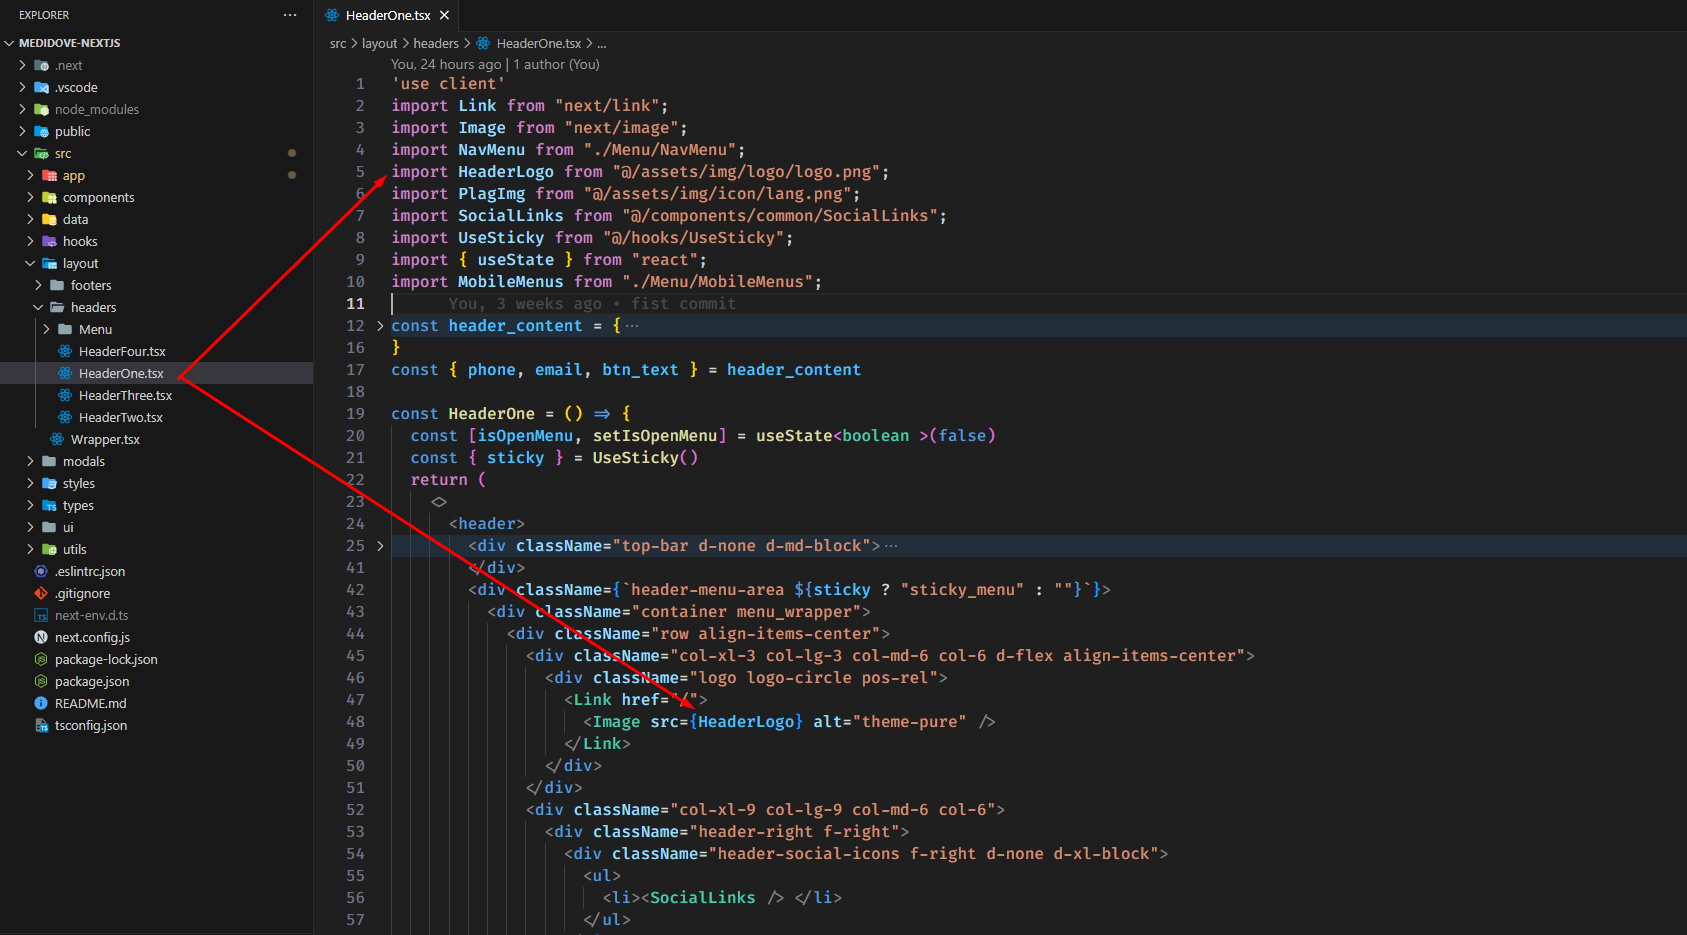 EXPLORER
MEDIDOVE-NEXTJS
.next
.vscode
node_modules
public
src
app
components
data
hooks
layout
footers
headers
Menu
HeaderFour.tsx
HeaderOne.tsx
HeaderThree.tsx
HeaderTwo.tsx
Wrapper.tsx
modals
styles
types
ui
utils
.eslintrc.json
.gitignore
next-env.d.ts
next.config.js
package-lock.json
package.json
README.md
tsconfig.json
HeaderOne.tsx
src > layout > headers > HeaderOne.tsx > ...
You, 24 hours ago | 1 author (You)
1 'use client'
2 import Link from "next/link";
3 import Image from "next/image";
4 import NavMenu from "./Menu/NavMenu";
5 import HeaderLogo from "@/assets/img/logo/logo.png";
6 import PlagImg from "@/assets/img/icon/lang.png";
7 import SocialLinks from "@/components/common/SocialLinks";
8 import UseSticky from "@/hooks/UseSticky";
9 import { useState } from "react";
10 import MobileMenus from "./Menu/MobileMenus";
11 You, 3 weeks ago • fist commit
12 const header_content = { ...
16 }
17 const { phone, email, btn_text } = header_content
18
19 const HeaderOne = () => {
20 const [isOpenMenu, setIsOpenMenu] = useState<boolean >(false)
21 const { sticky } = UseSticky()
22 return (
23 <>
24 <header>
25 <div className="top-bar d-none d-md-block"> ...
41 </div>
42 <div className={`header-menu-area ${sticky ? "sticky_menu" : ""}`}>
43 <div className="container menu_wrapper">
44 <div className="row align-items-center">
45 <div className="col-xl-3 col-lg-3 col-md-6 col-6 d-flex align-items-center">
46 <div className="logo logo-circle pos-rel">
47 <Link href="/">
48 <Image src={HeaderLogo} alt="theme-pure" />
49 </Link>
50 </div>
51 </div>
52 <div className="col-xl-9 col-lg-9 col-md-6 col-6">
53 <div className="header-right f-right">
54 <div className="header-social-icons f-right d-none d-xl-block">
55 <ul>
56 <li><SocialLinks /> </li>
57 </ul>